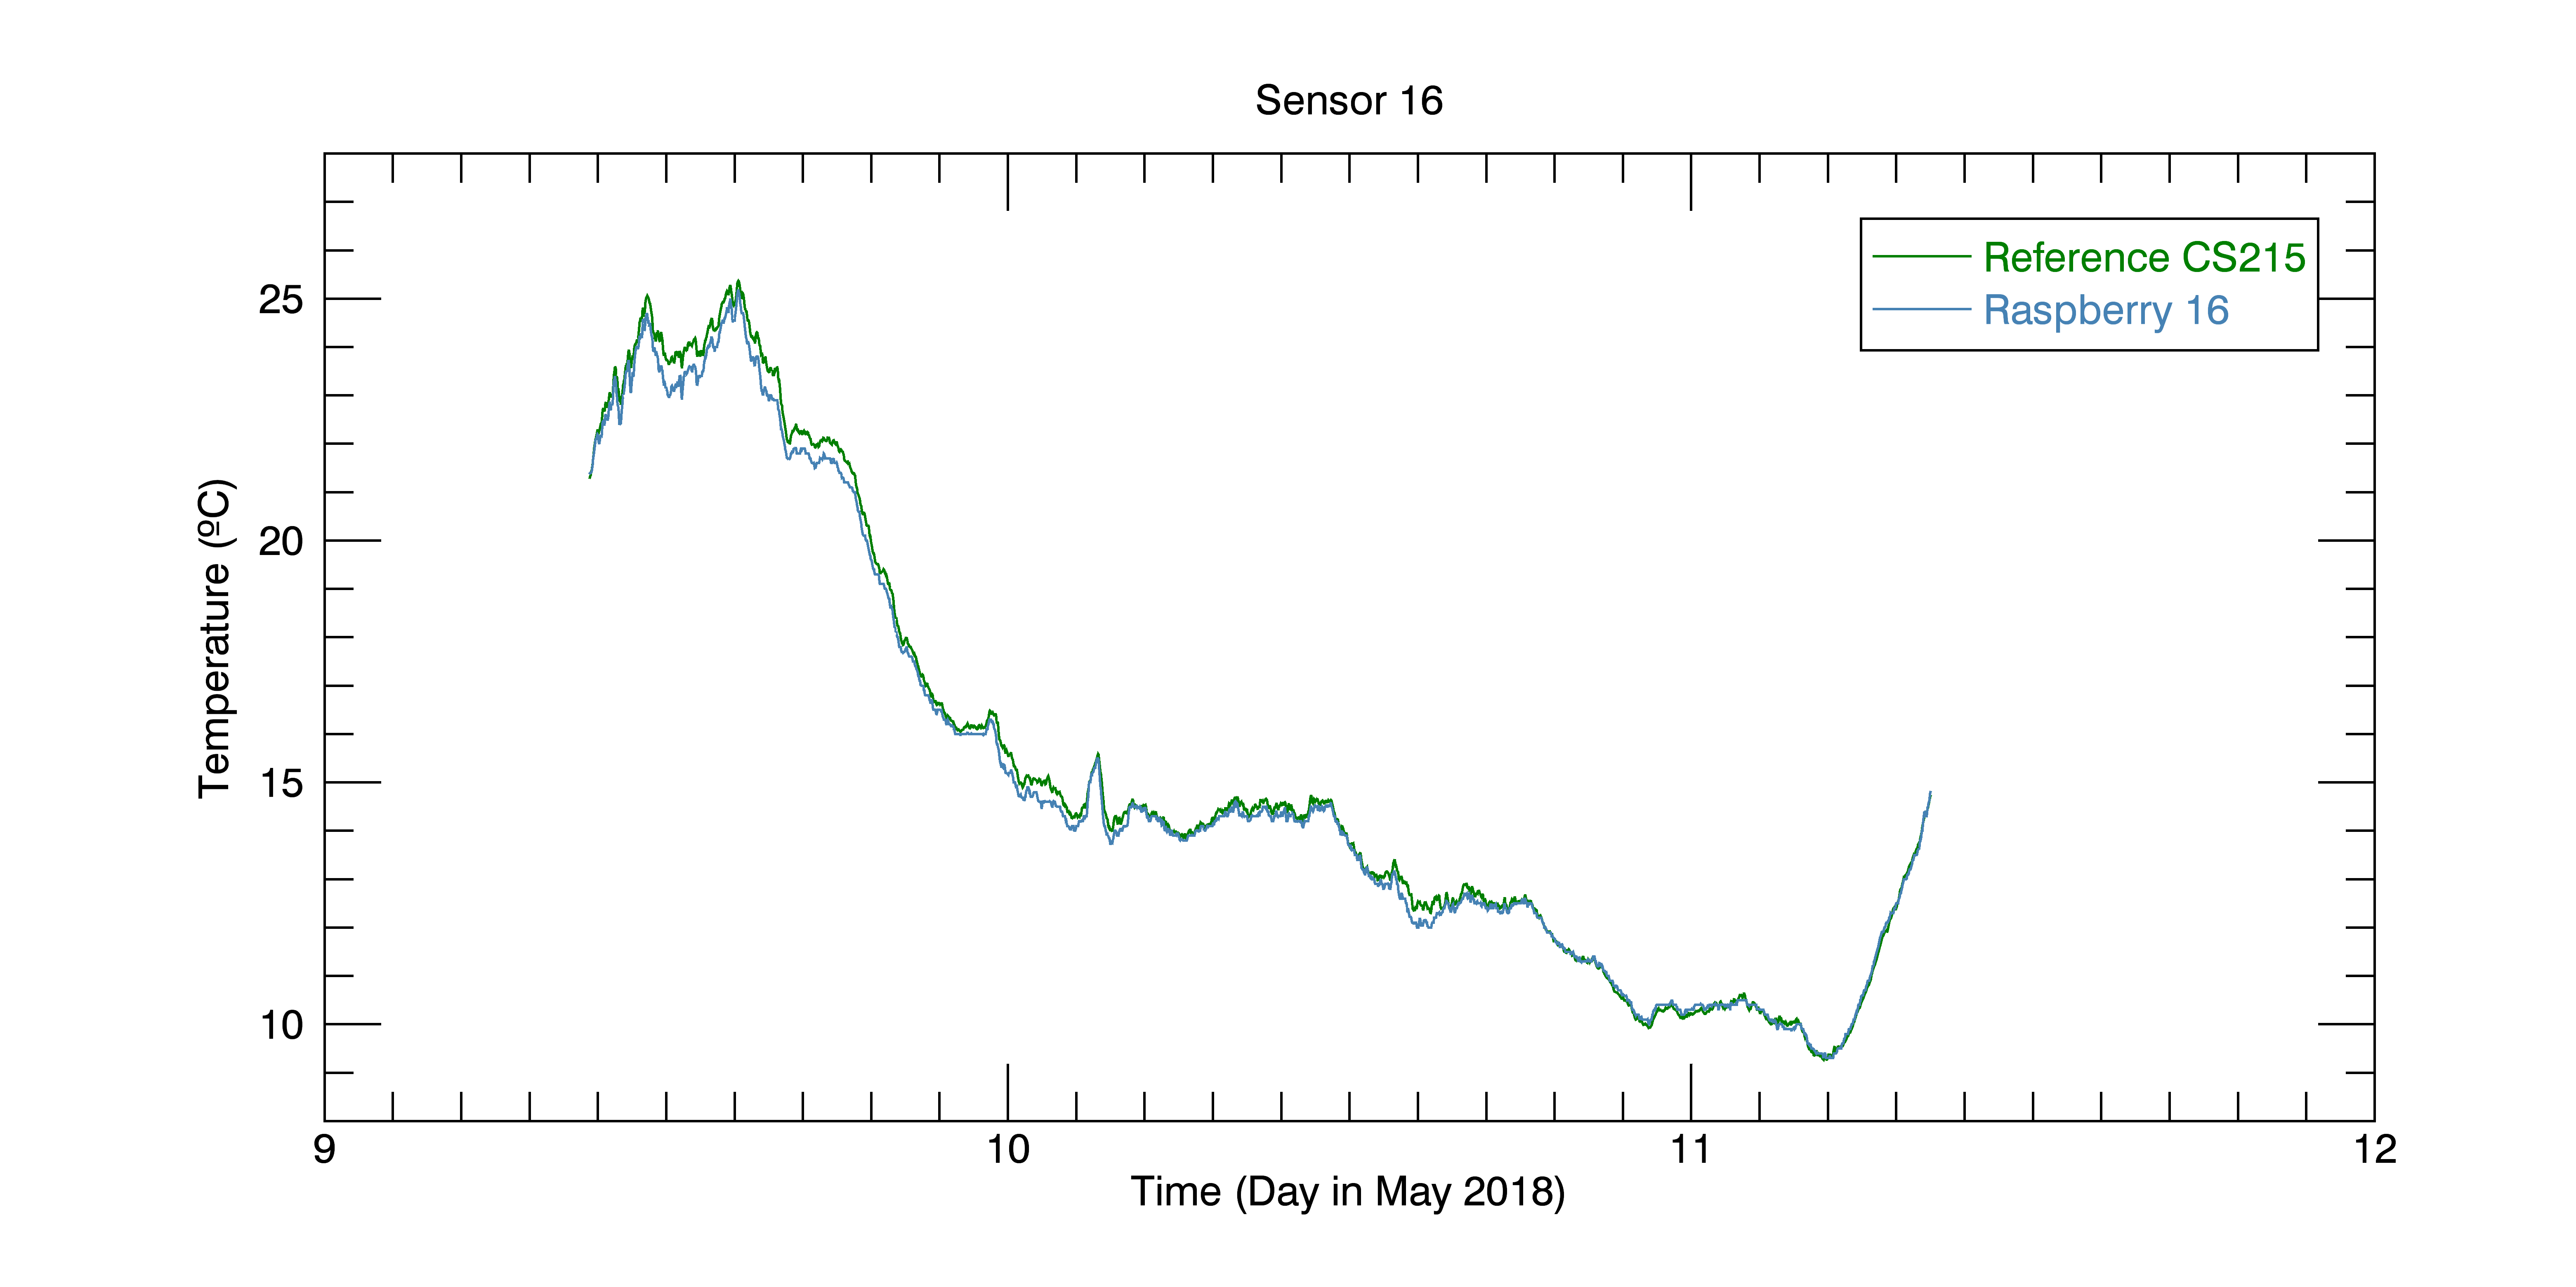 Sensor 16
Reference CS215
Raspberry 16
25
20
15
10
Temperature (ºC)
9
10
11
12
Time (Day in May 2018)